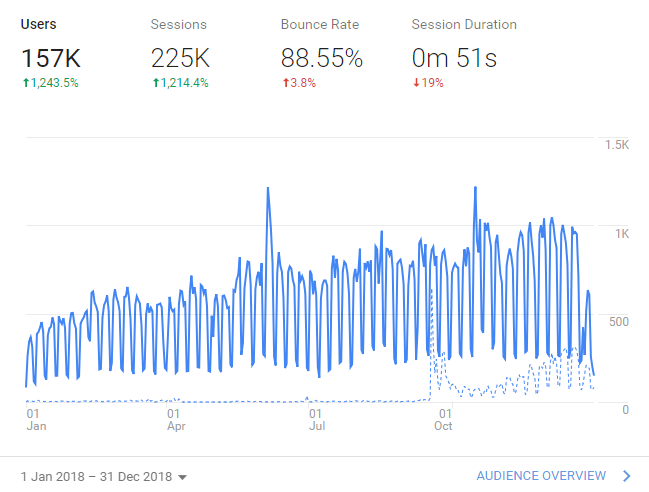 Users Sessions Bounce Rate Session Duration
157K 225K 88.55% 0m 51s
↑1,243.5% ↑1,214.4% ↑3.8% ↓19%
1.5K
1K
500
0
01 01 01 01
Jan Apr Jul Oct
1 Jan 2018 – 31 Dec 2018 AUDIENCE OVERVIEW